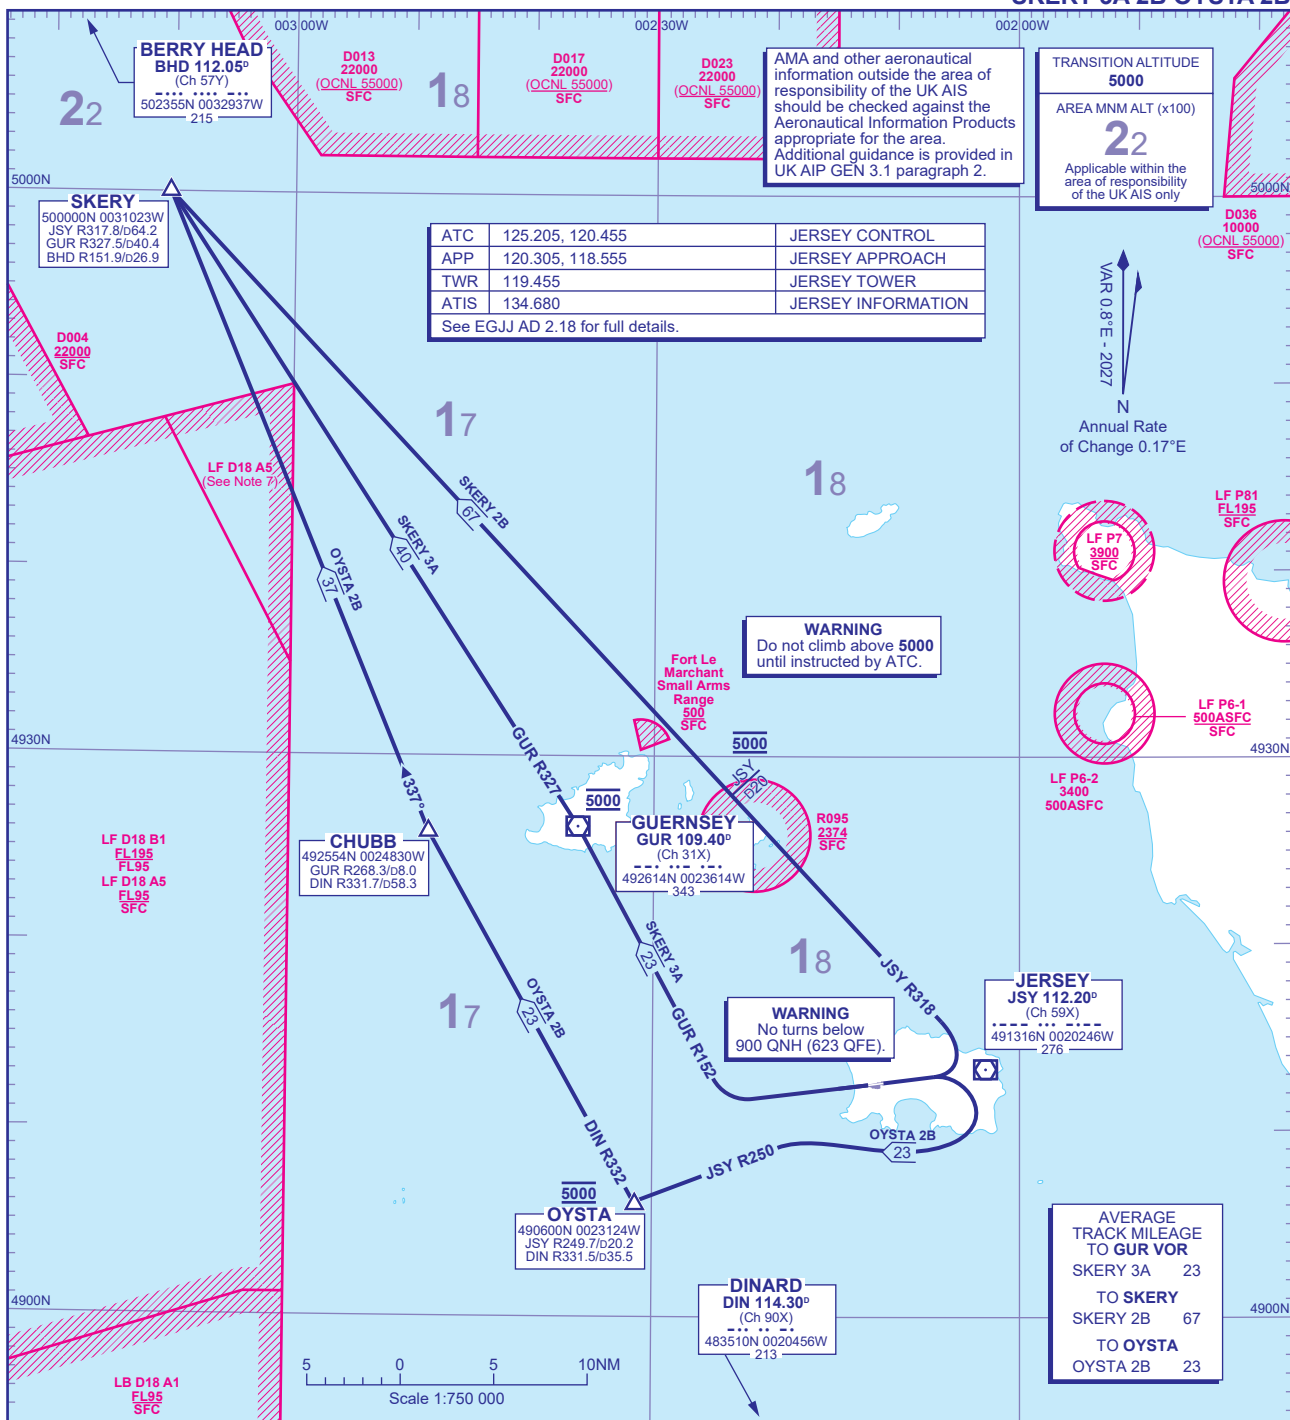 SKERY 3A 2B OYSTA 2B
003 00W
002 30W
002 00W
BERRY HEAD
BHD 112.05D
(Ch 57Y)
502355N 0032937W
215
22
D013
22000
(OCNL 55000)
SFC
18
D017
22000
(OCNL 55000)
SFC
D023
22000
(OCNL 55000)
SFC
AMA and other aeronautical
information outside the area of
responsibility of the UK AIS
should be checked against the
Aeronautical Information Products
appropriate for the area.
Additional guidance is provided in
UK AIP GEN 3.1 paragraph 2.
TRANSITION ALTITUDE
5000
AREA MNM ALT (x100)
22
Applicable within the
area of responsibility
of the UK AIS only
5000N
5000N
SKERY
500000N 0031023W
JSY R317.8/D64.2
GUR R327.5/D40.4
BHD R151.9/D26.9
D036
10000
(OCNL 55000)
SFC
ATC 125.205, 120.455 JERSEY CONTROL
APP 120.305, 118.555 JERSEY APPROACH
TWR 119.455 JERSEY TOWER
ATIS 134.680 JERSEY INFORMATION
See EGJJ AD 2.18 for full details.
VAR 0.8°E - 2027
N
Annual Rate
of Change 0.17°E
D004
22000
SFC
17
LF D18 A5
(See Note 7)
18
SKERY 2B
67
SKERY 3A
40
OYSTA 2B
37
LF P7
3900
SFC
LF P81
FL195
SFC
WARNING
Do not climb above 5000
until instructed by ATC.
Fort Le
Marchant
Small Arms
Range
500
SFC
LF P6-1
500ASFC
SFC
5000
4930N
4930N
GUR R327
JSY
D20
LF P6-2
3400
500ASFC
337°
5000
GUERNSEY
GUR 109.40D
(Ch 31X)
492614N 0023614W
343
R095
2374
SFC
CHUBB
492554N 0024830W
GUR R268.3/D8.0
DIN R331.7/D58.3
LF D18 B1
FL195
FL95
LF D18 A5
FL95
SFC
SKERY 3A
23
18
JSY R318
17
OYSTA 2B
23
GUR R152
WARNING
No turns below
900 QNH (623 QFE).
JERSEY
JSY 112.20D
(Ch 59X)
491316N 0020246W
276
DIN R332
OYSTA 2B
23
JSY R250
5000
OYSTA
490600N 0023124W
JSY R249.7/D20.2
DIN R331.5/D35.5
AVERAGE
TRACK MILEAGE
TO GUR VOR
SKERY 3A 23
TO SKERY
SKERY 2B 67
TO OYSTA
OYSTA 2B 23
DINARD
DIN 114.30D
(Ch 90X)
483510N 0020456W
213
4900N
4900N
5 0 5 10NM
Scale 1:750 000
LB D18 A1
FL95
SFC